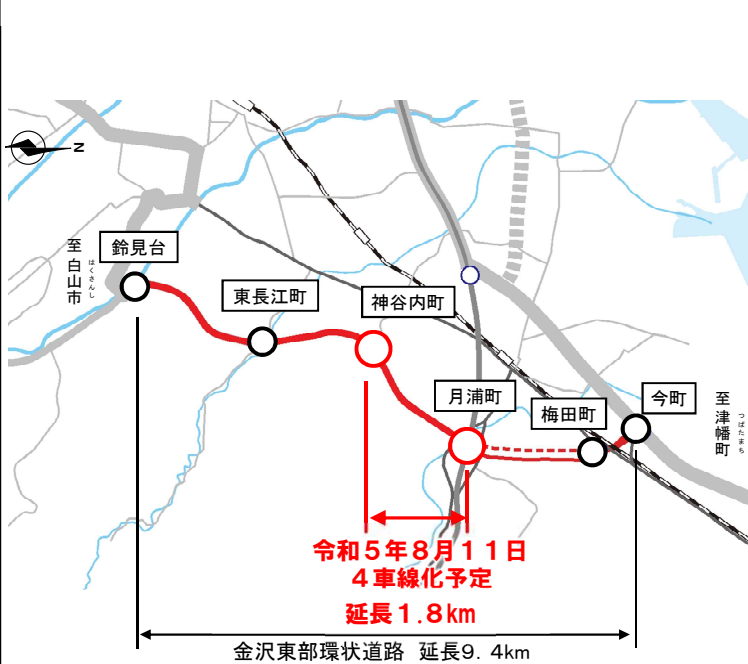 N
至白山市
はくさんし
鈴見台
東長江町
神谷内町
月浦町
梅田町
今町
至津幡町
つばたまち
令和5年8月11日
4車線化予定
延長1.8km
金沢東部環状道路 延長9.4km